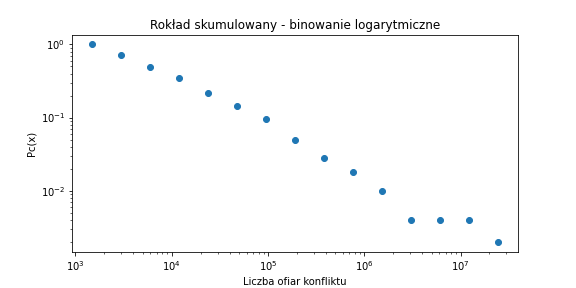 Rokład skumulowany - binowanie logarytmiczne
Pc(x)
10⁰
10⁻¹
10⁻²
10³ 10⁴ 10⁵ 10⁶ 10⁷
Liczba ofiar konfliktu